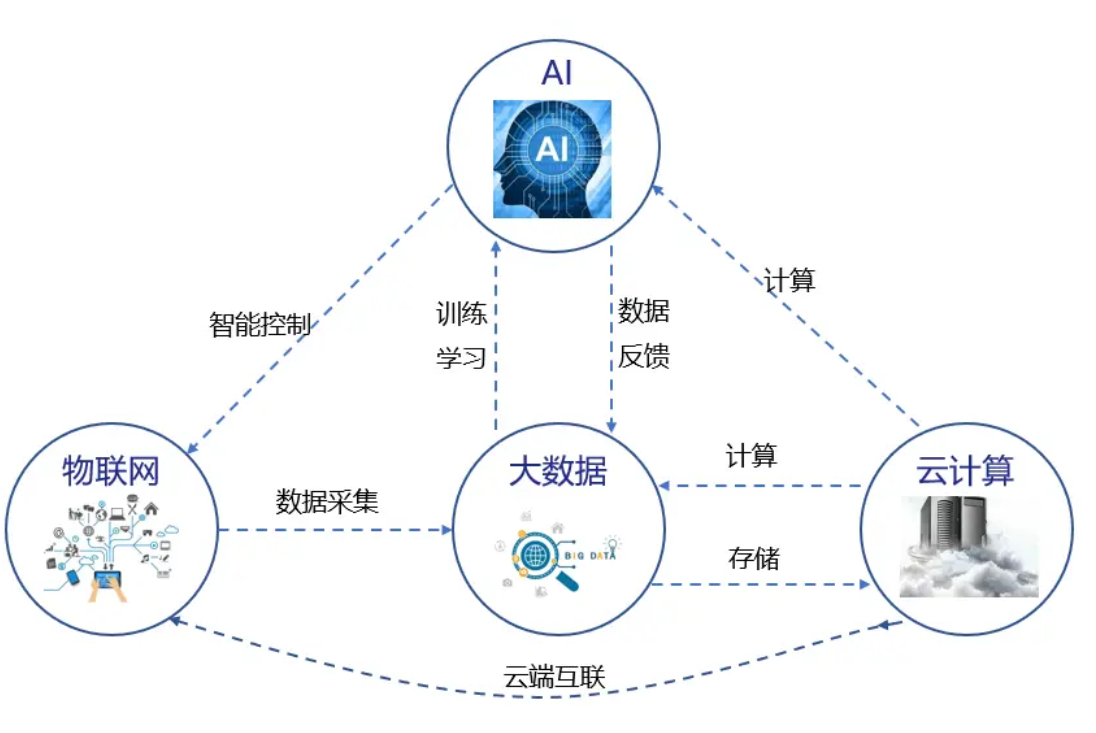 AI
AI
计算
智能控制
训练
学习
数据
反馈
物联网
大数据
云计算
计算
数据采集
BIG DATA
存储
云端互联